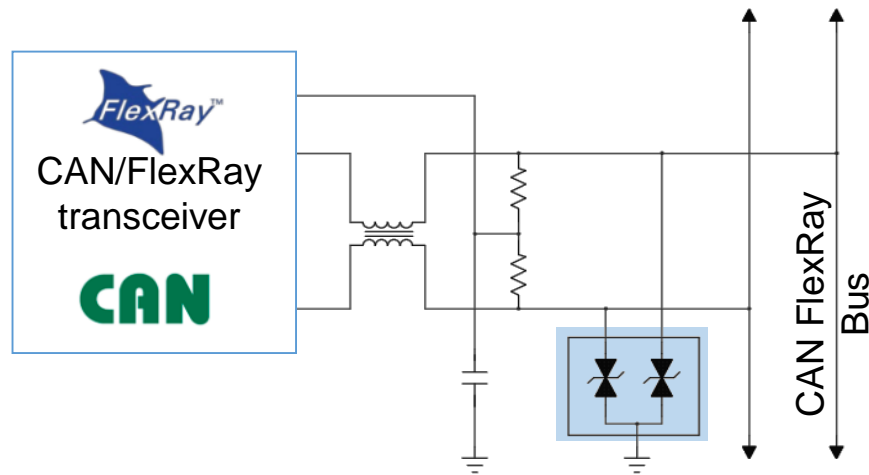 FlexRay™
CAN/FlexRay
transceiver
CAN
CAN FlexRay
Bus